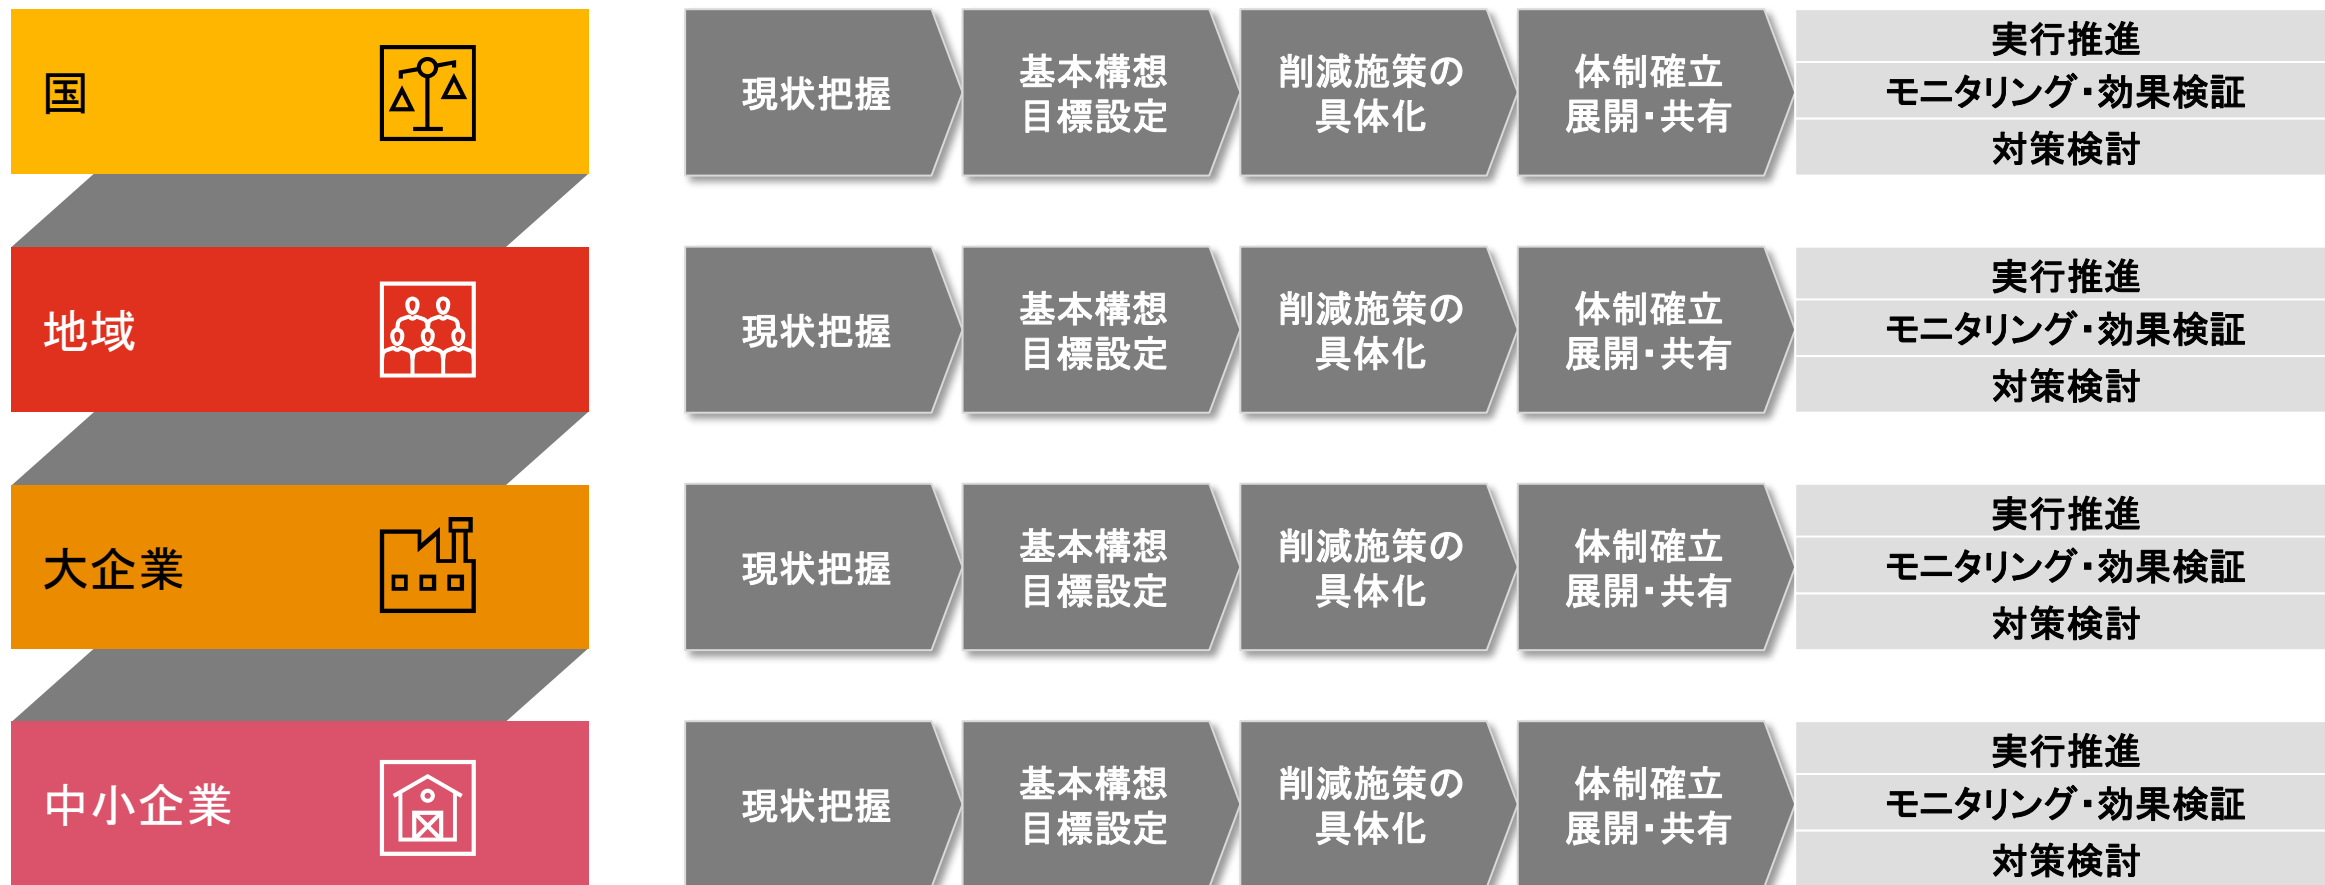 国
現状把握
基本構想
目標設定
削減施策の
具体化
体制確立
展開・共有
実行推進
モニタリング・効果検証
対策検討
地域
現状把握
基本構想
目標設定
削減施策の
具体化
体制確立
展開・共有
実行推進
モニタリング・効果検証
対策検討
大企業
現状把握
基本構想
目標設定
削減施策の
具体化
体制確立
展開・共有
実行推進
モニタリング・効果検証
対策検討
中小企業
現状把握
基本構想
目標設定
削減施策の
具体化
体制確立
展開・共有
実行推進
モニタリング・効果検証
対策検討